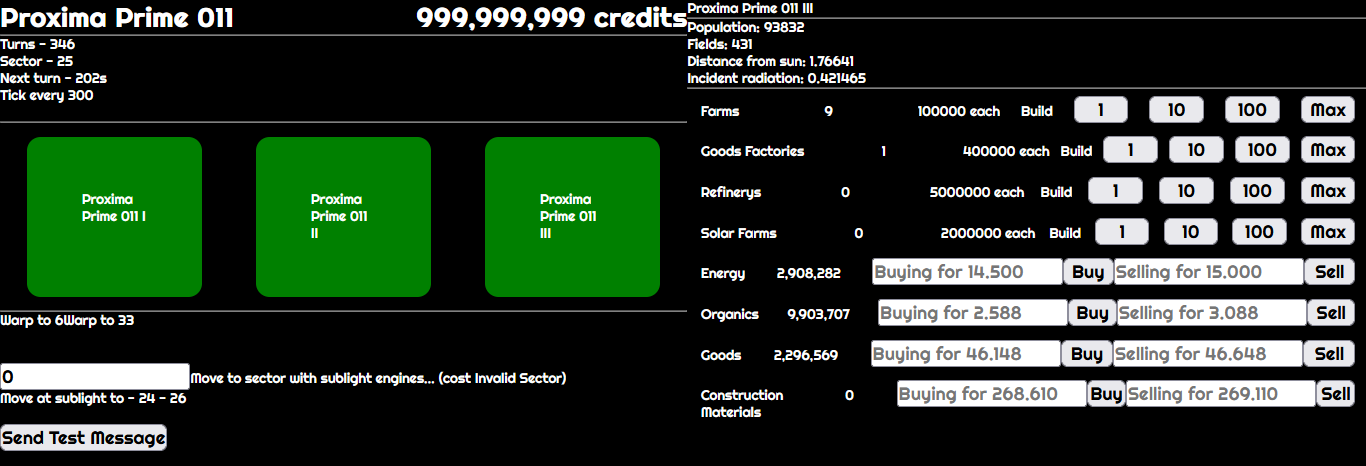 Proxima Prime 011 999,999,999 credits
Turns - 346
Sector - 25
Next turn - 202s
Tick every 300
Proxima
Prime 011 I
Proxima
Prime 011
II
Proxima
Prime 011
III
Warp to 6Warp to 33
0 Move to sector with sublight engines... (cost Invalid Sector)
Move at sublight to - 24 - 26
Send Test Message
Proxima Prime 011 III
Population: 93832
Fields: 431
Distance from sun: 1.76641
Incident radiation: 0.421465
Farms 9 100000 each Build 1 10 100 Max
Goods Factories 1 400000 each Build 1 10 100 Max
Refinerys 0 5000000 each Build 1 10 100 Max
Solar Farms 0 2000000 each Build 1 10 100 Max
Energy 2,908,282 Buying for 14.500 Buy Selling for 15.000 Sell
Organics 9,903,707 Buying for 2.588 Buy Selling for 3.088 Sell
Goods 2,296,569 Buying for 46.148 Buy Selling for 46.648 Sell
Construction 0 Buying for 268.610 Buy Selling for 269.110 Sell
Materials